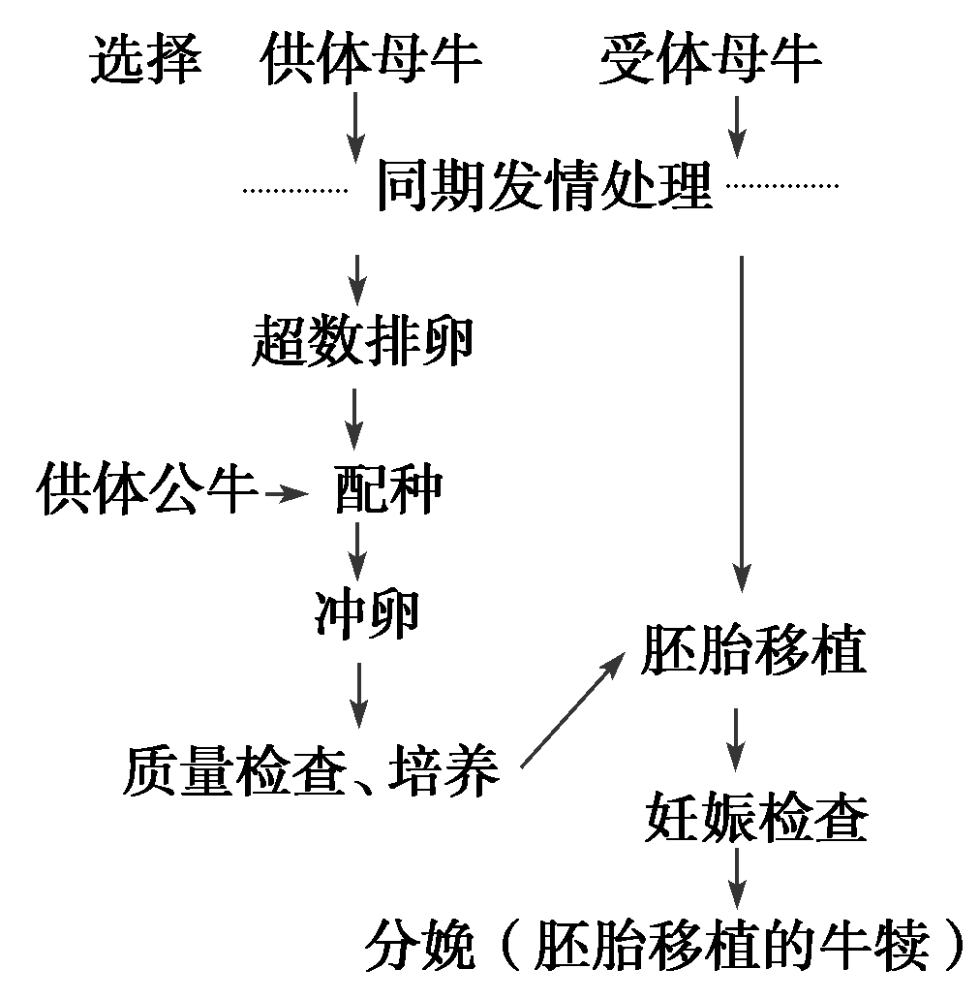 选择 供体母牛 受体母牛
同期发情处理
超数排卵
供体公牛 配种
冲卵
胚胎移植
质量检查、培养
妊娠检查
分娩（胚胎移植的牛犊）